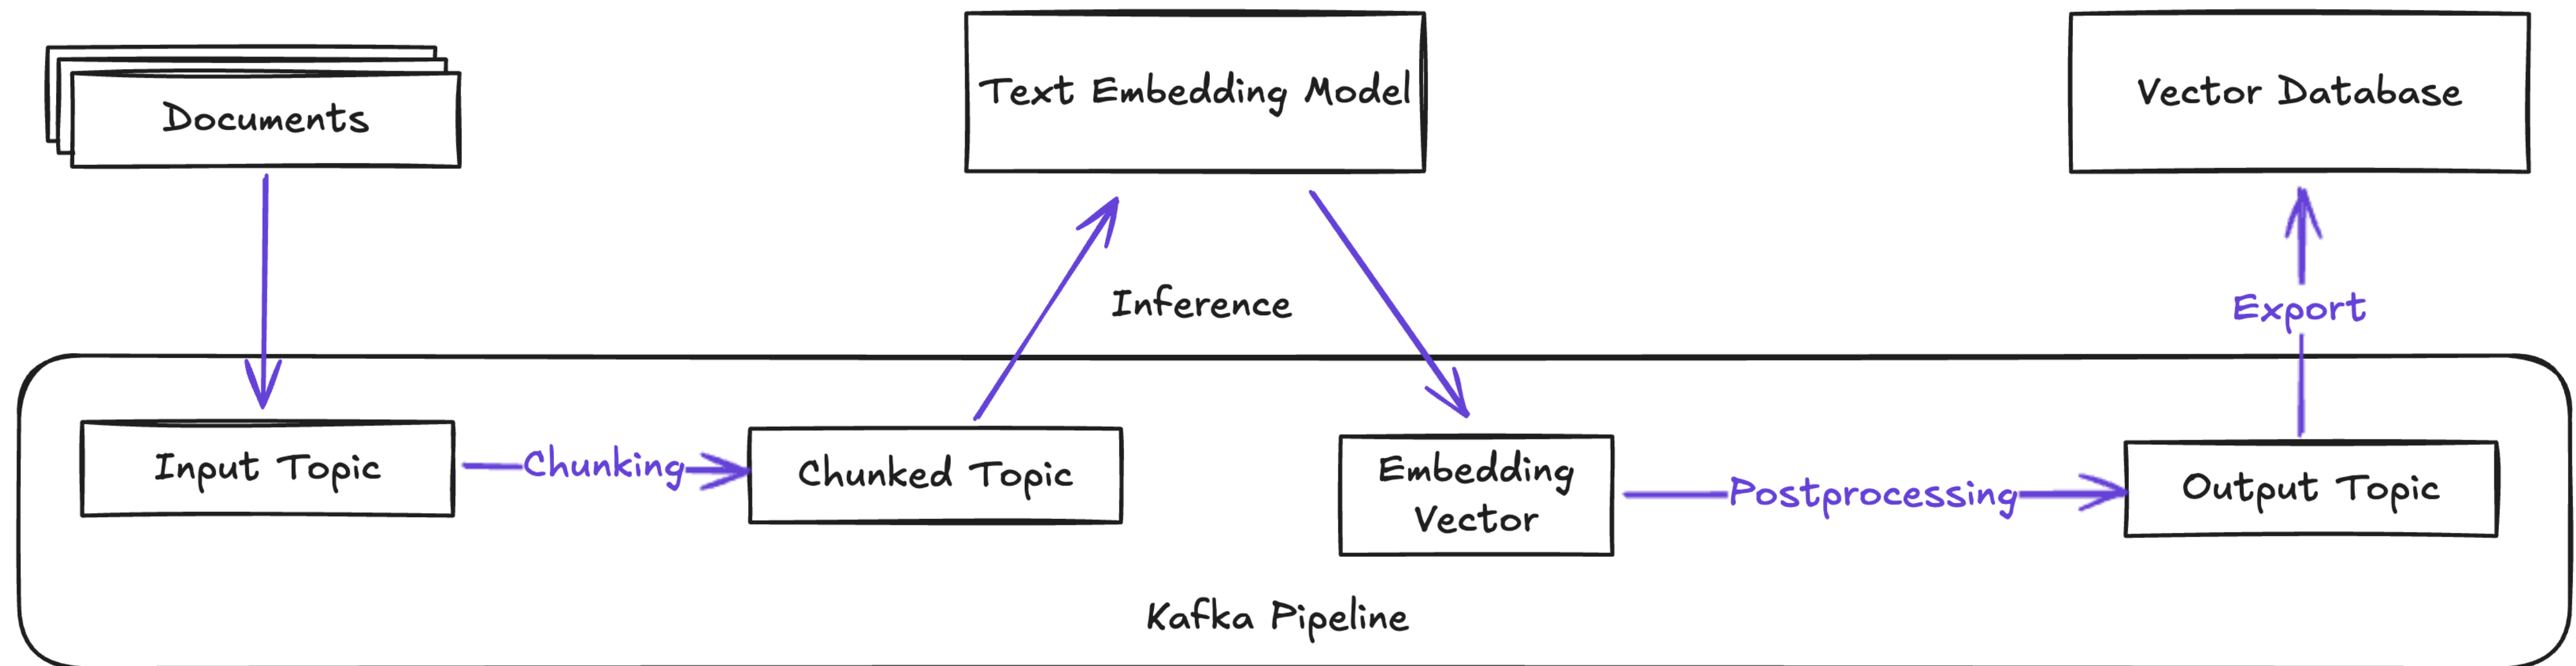 Documents
Text Embedding Model
Vector Database
Inference
Export
Input Topic
Chunking
Chunked Topic
Embedding
Vector
Postprocessing
Output Topic
Kafka Pipeline